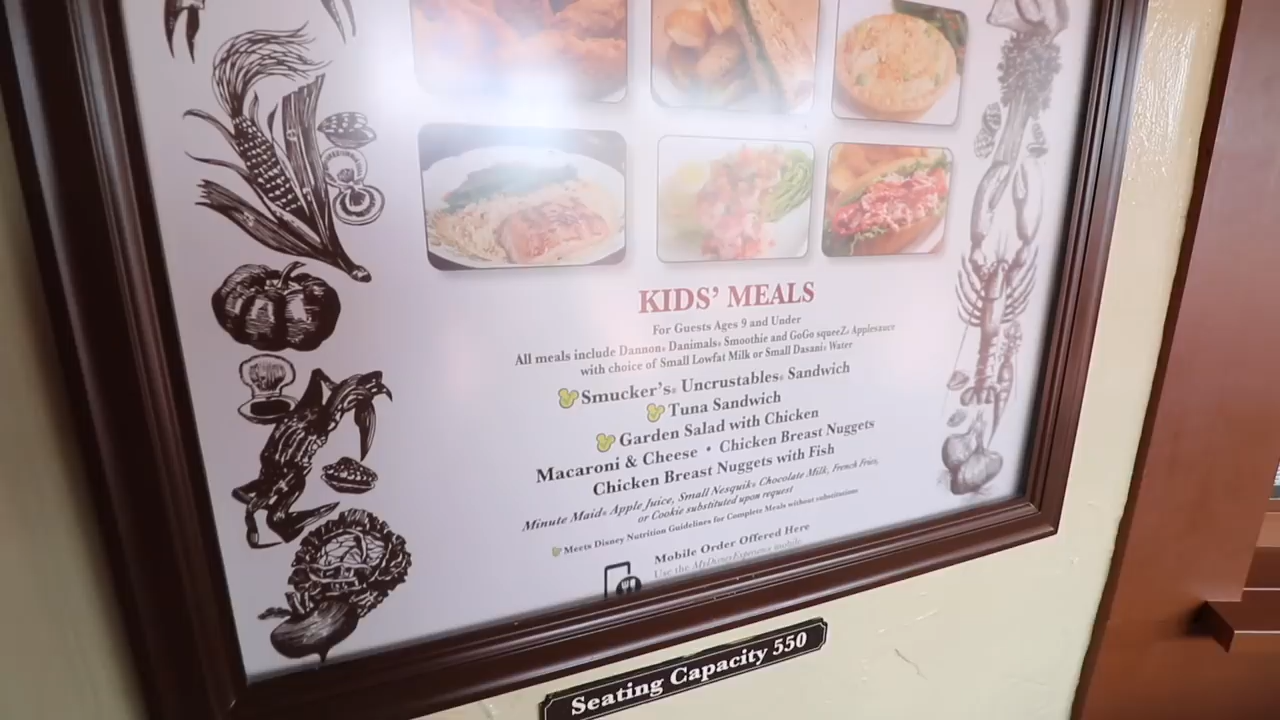 KIDS' MEALS
For Guests Ages 9 and Under
All meals include Dannon® Danimals® Smoothie and GoGo squeeZ® Applesauce
with choice of Small Lowfat Milk or Small Dasani® Water
Smucker's® Uncrustables® Sandwich
Tuna Sandwich
Garden Salad with Chicken
Macaroni & Cheese • Chicken Breast Nuggets
Chicken Breast Nuggets with Fish
Minute Maid® Apple Juice, Small Nesquik® Chocolate Milk, French Fries,
or Cookie substituted upon request
Meets Disney Nutrition Guidelines for Complete Meals without substitutions
Mobile Order Offered Here
Use the MyDisneyExperience mobile
Seating Capacity 550